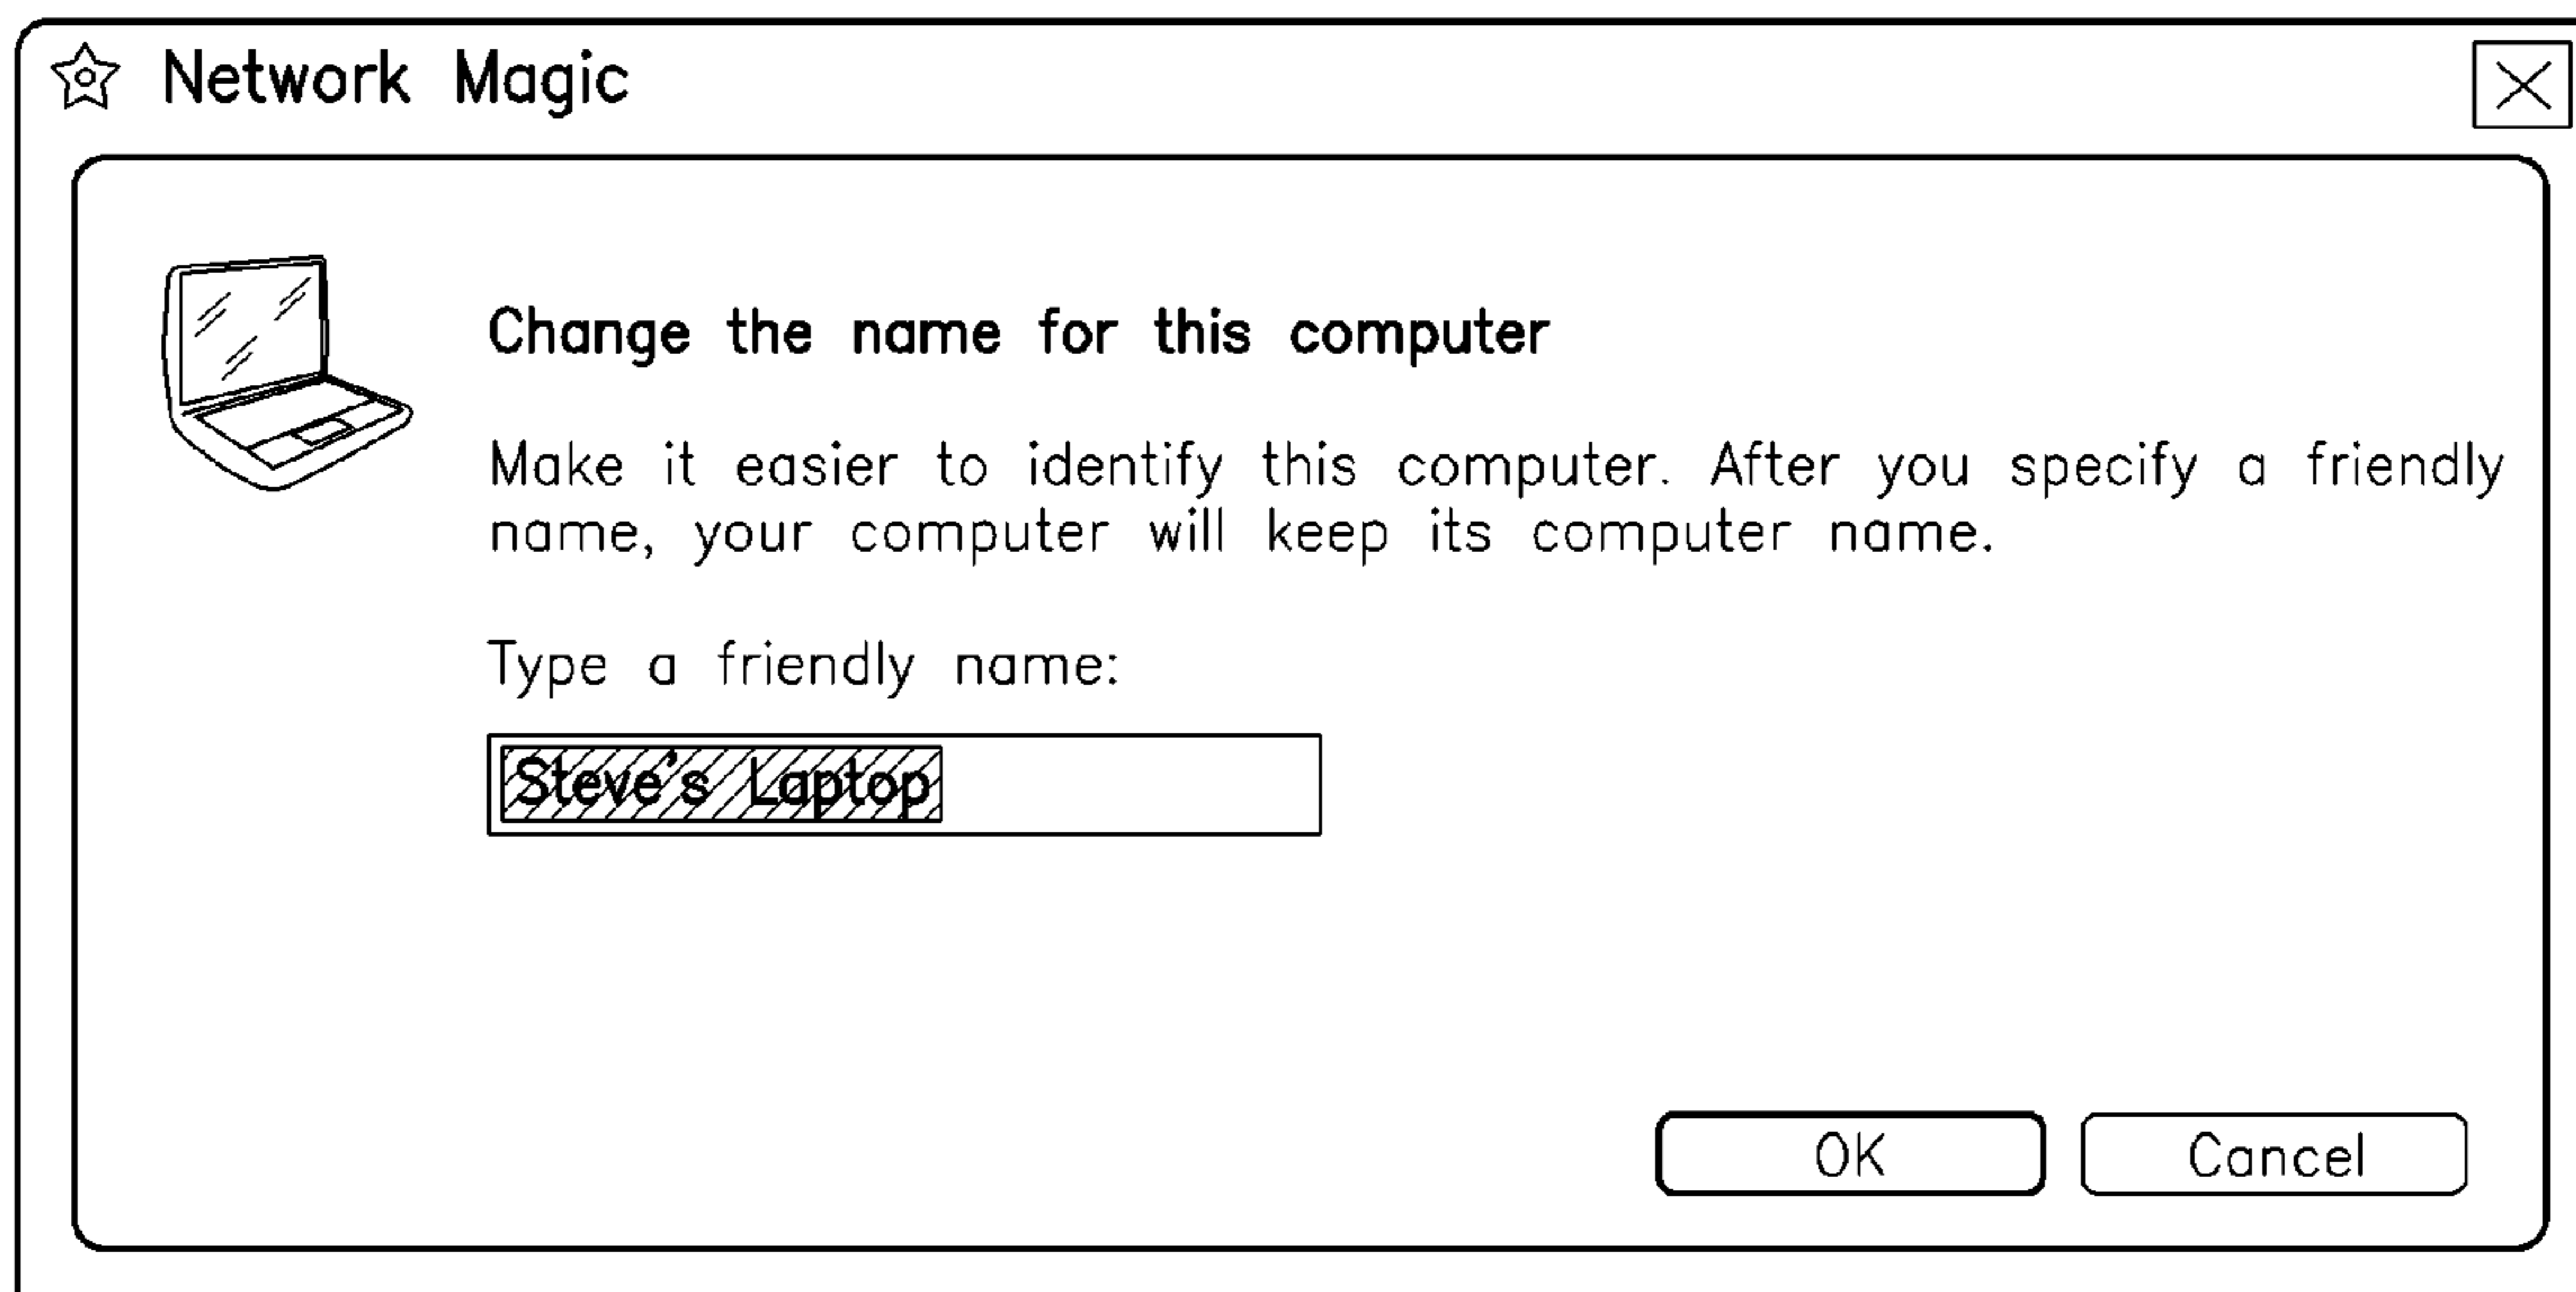 Network Magic
Change the name for this computer
Make it easier to identify this computer. After you specify a friendly
name, your computer will keep its computer name.
Type a friendly name:
Steve's Laptop
OK
Cancel